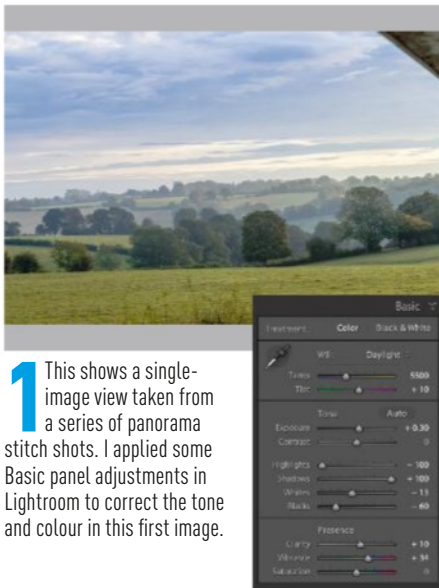 Basic
Treatment: Color Black & White
WB: Daylight
Temp 5500
Tint + 10
Tone Auto
Exposure + 0.30
Contrast 0
Highlights − 100
Shadows + 100
Whites − 15
Blacks − 60
Presence
Clarity + 10
Vibrance + 34
Saturation 0
1 This shows a single-
image view taken from
a series of panorama
stitch shots. I applied some
Basic panel adjustments in
Lightroom to correct the tone
and colour in this first image.